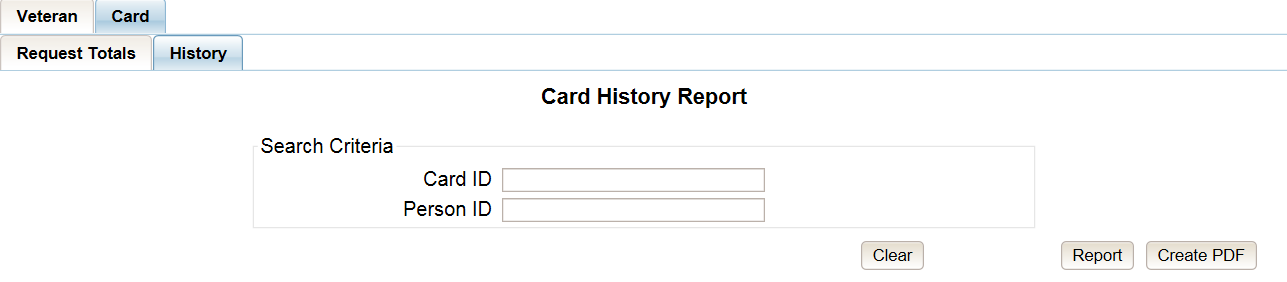 Veteran Card
Request Totals History
Card History Report
Search Criteria
Card ID
Person ID
Clear Report Create PDF